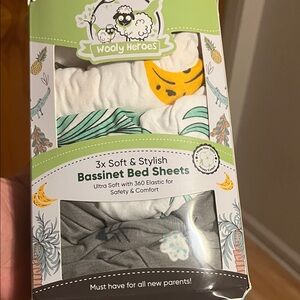 Wooly Heroes
3x Soft & Stylish
Bassinet Bed Sheets
Ultra Soft with 360 Elastic for
Safety & Comfort
Must have for all new parents!